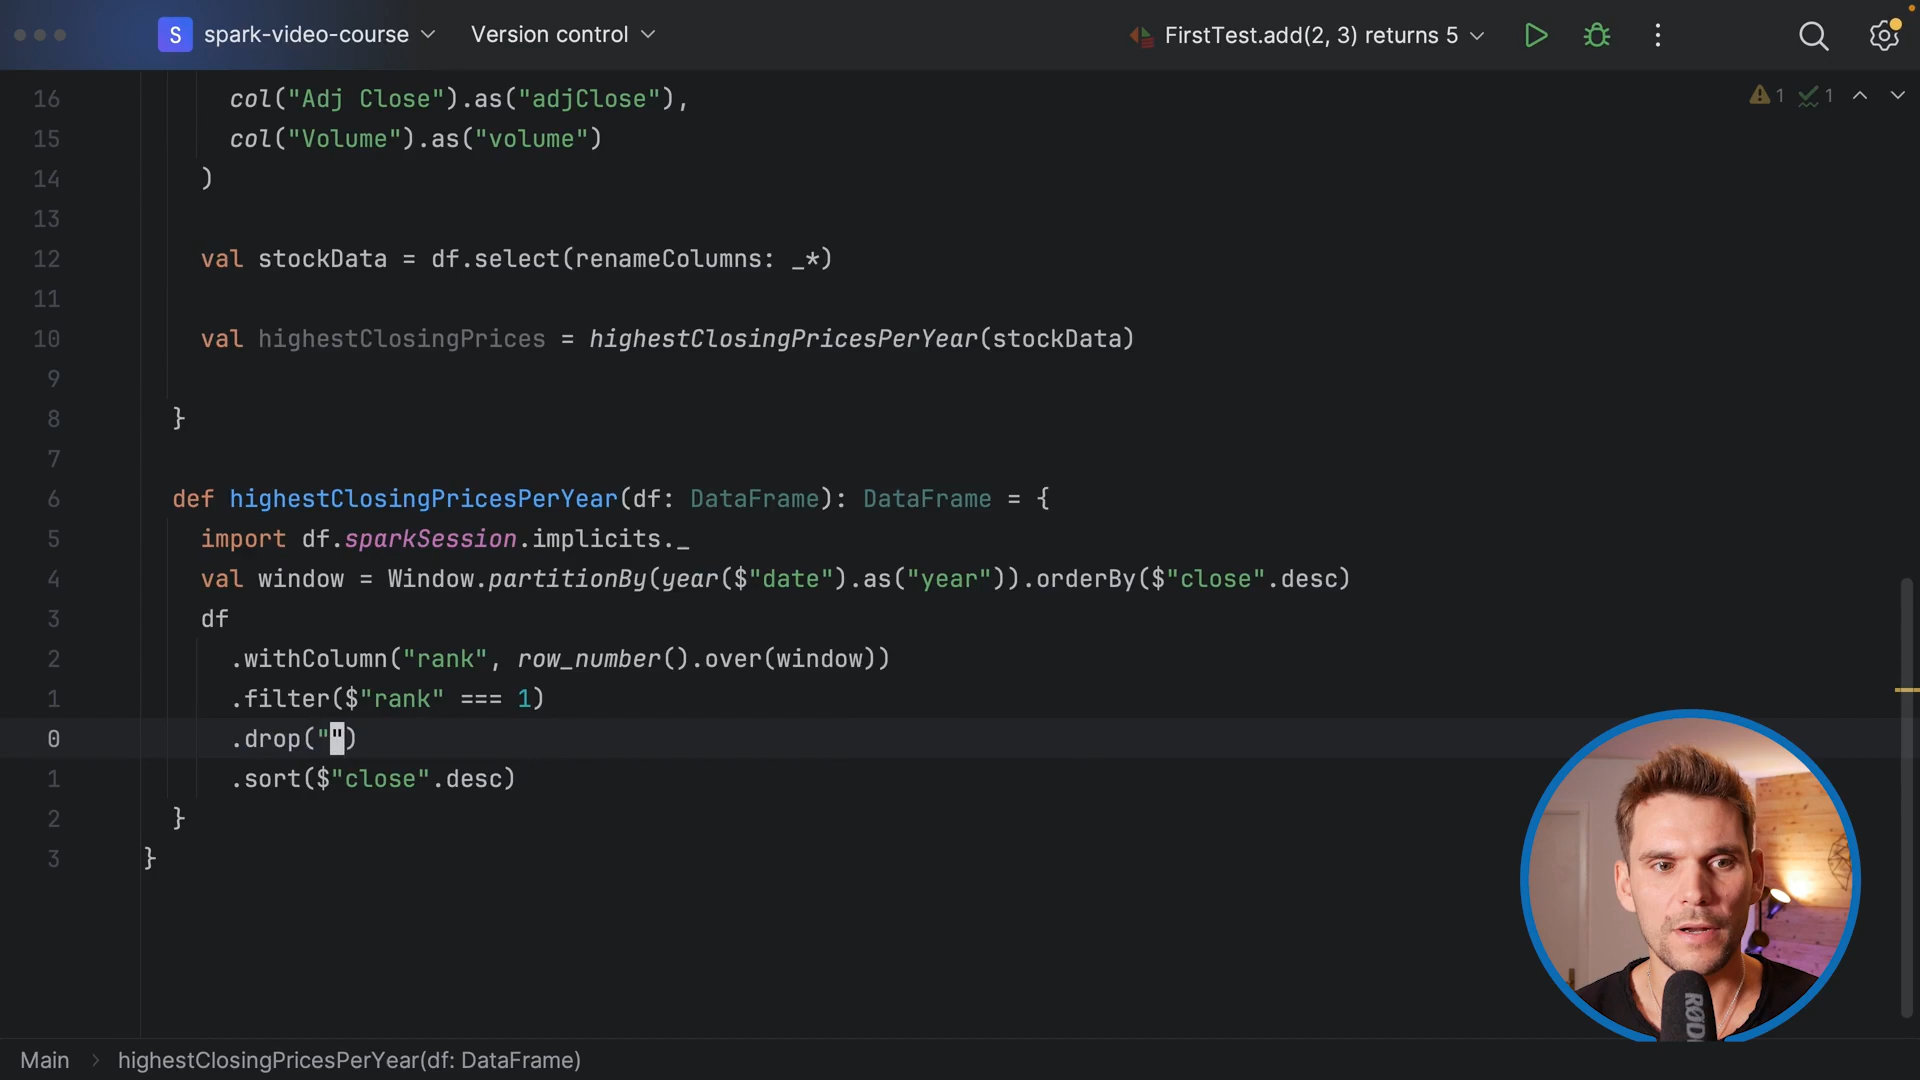 S spark-video-course Version control FirstTest.add(2, 3) returns 5
16 col("Adj Close").as("adjClose"), 1 1
15 col("Volume").as("volume")
14 )
13
12 val stockData = df.select(renameColumns: _*)
11
10 val highestClosingPrices = highestClosingPricesPerYear(stockData)
9
8 }
7
6 def highestClosingPricesPerYear(df: DataFrame): DataFrame = {
5 import df.sparkSession.implicits._
4 val window = Window.partitionBy(year($"date").as("year")).orderBy($"close".desc)
3 df
2 .withColumn("rank", row_number().over(window))
1 .filter($"rank" === 1)
0 .drop("")
1 .sort($"close".desc)
2 }
3 }
RØDE
Main > highestClosingPricesPerYear(df: DataFrame)